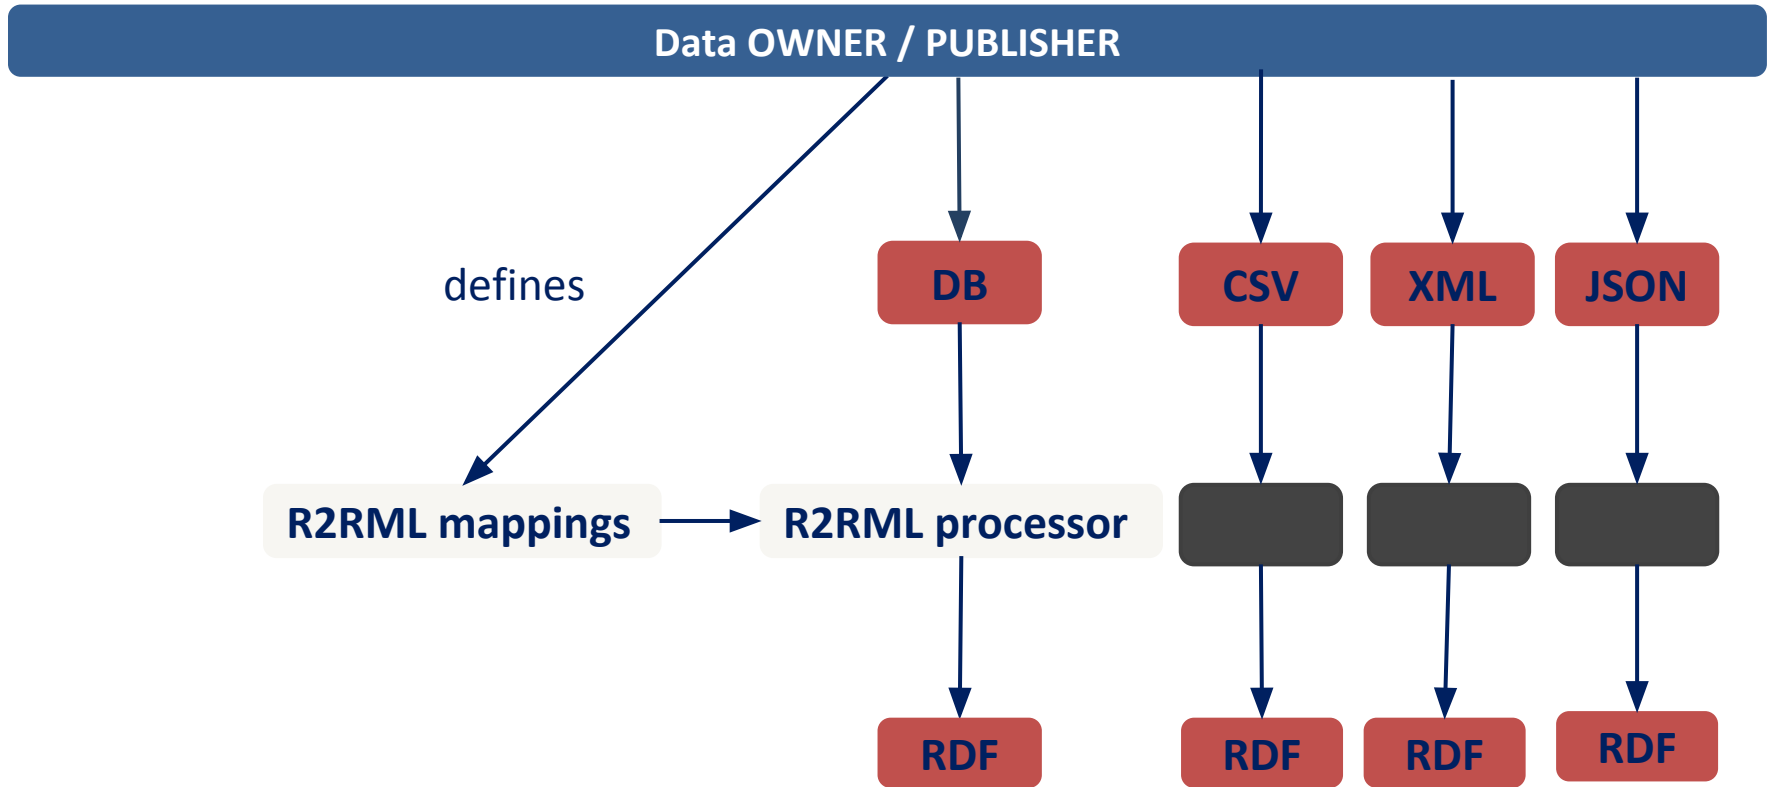 Data OWNER / PUBLISHER
defines
DB
CSV
XML
JSON
R2RML mappings
R2RML processor
RDF
RDF
RDF
RDF